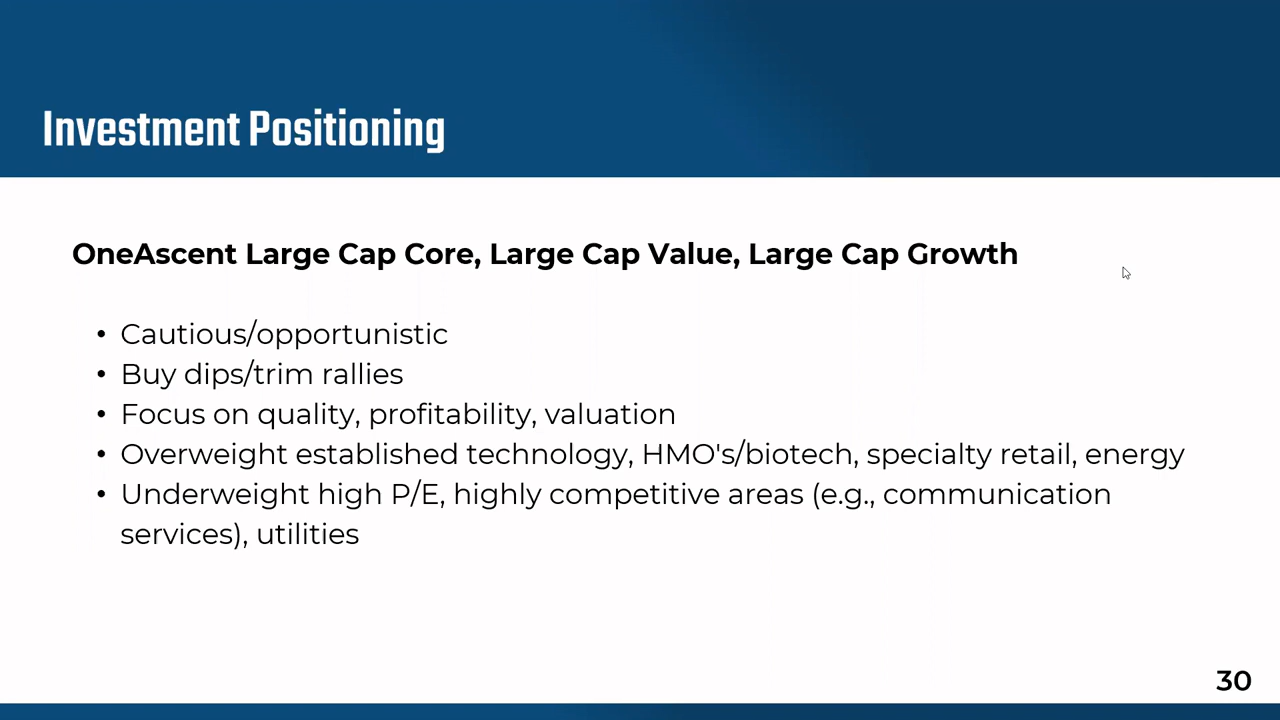 Investment Positioning
OneAscent Large Cap Core, Large Cap Value, Large Cap Growth
• Cautious/opportunistic
• Buy dips/trim rallies
• Focus on quality, profitability, valuation
• Overweight established technology, HMO's/biotech, specialty retail, energy
• Underweight high P/E, highly competitive areas (e.g., communication
services), utilities
30